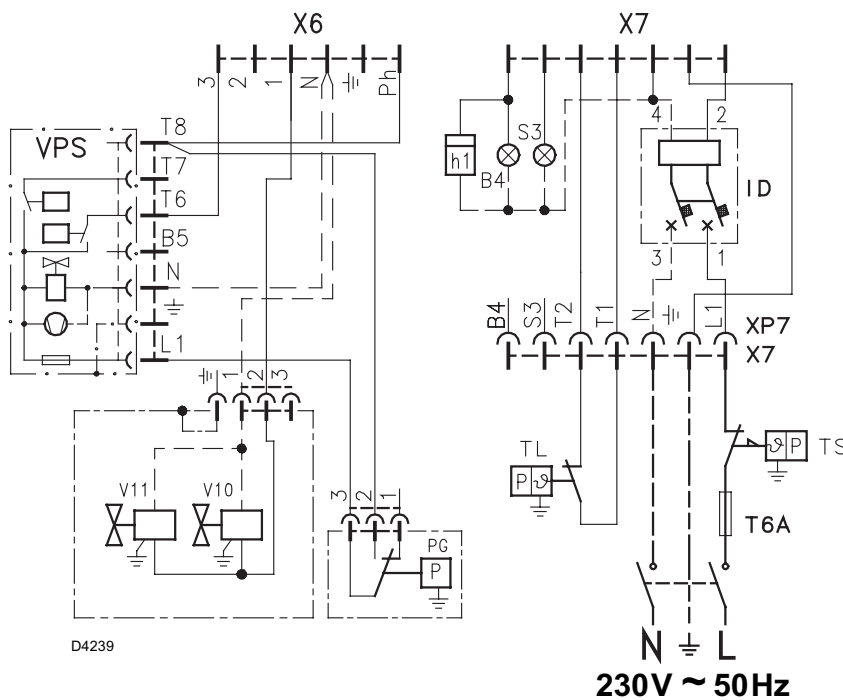 X6
X7
3
2
1
N
Ph
4
2
VPS
T8
T7
T6
B5
N
L1
h1
B4
S3
ID
3
1
B4
S3
T2
T1
N
L1
XP7
X7
1
2
3
V11
V10
3
2
1
PG
P
TL
P ϑ
ϑ P
TS
T6A
D4239
N
L
230V ~ 50Hz